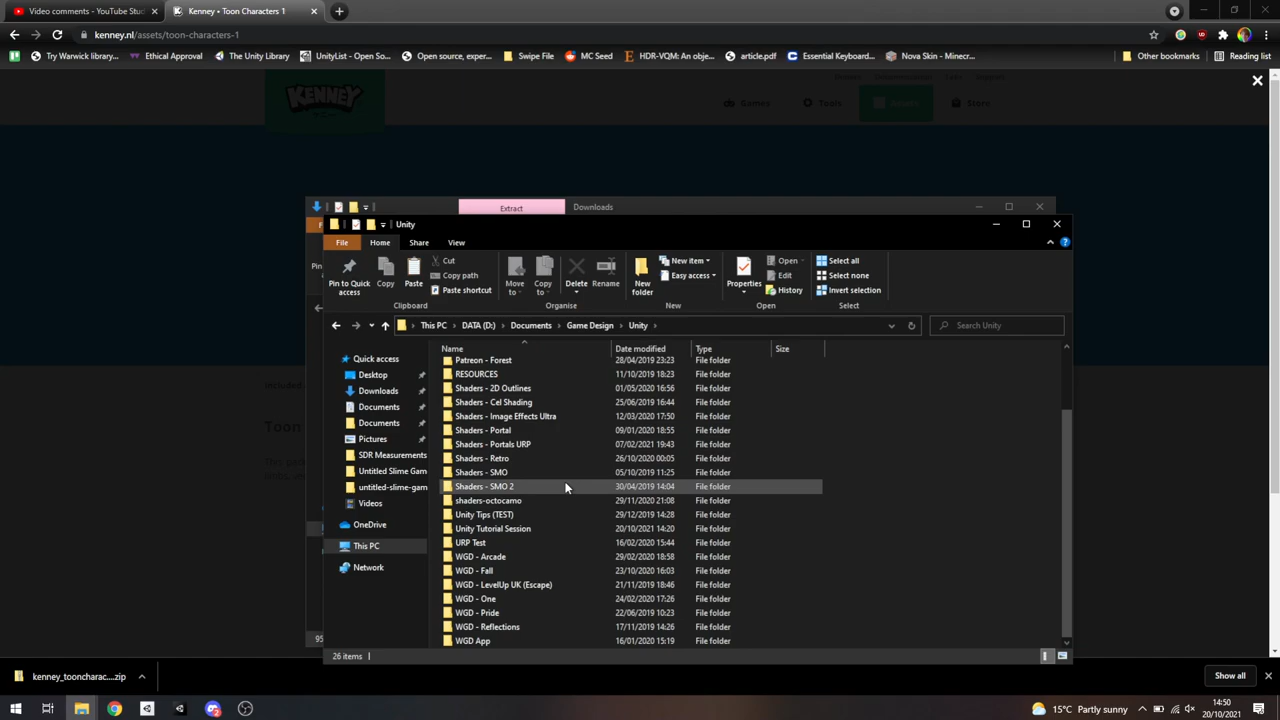 Video comments - YouTube Stud
Kenney • Toon Characters 1
kenney.nl/assets/toon-characters-1
Try Warwick library...
Ethical Approval
The Unity Library
UnityList - Open So...
Open source, exper...
Swipe File
MC Seed
HDR-VQM: An obje...
article.pdf
Essential Keyboard...
Nova Skin - Minecr...
Other bookmarks
Reading list
KENNEY
Games
Tools
Assets
Store
Support
Included
Toon
Extract
Downloads
Unity
File
Home
Share
View
Pin to Quick access
Copy
Paste
Cut
Copy path
Paste shortcut
Clipboard
Move to
Copy to
Delete
Rename
Organise
New folder
New item
Easy access
New
Properties
Open
Edit
History
Open
Select all
Select none
Invert selection
Select
This PC
DATA (D:)
Documents
Game Design
Unity
Search Unity
Name
Date modified
Type
Size
Quick access
Desktop
Downloads
Documents
Documents
Pictures
SDR Measurements
Untitled Slime Gam
untitled-slime-gam
Videos
OneDrive
This PC
Network
Patreon - Forest 28/04/2019 23:23 File folder
RESOURCES 11/10/2019 18:23 File folder
Shaders - 2D Outlines 01/05/2020 16:56 File folder
Shaders - Cel Shading 25/06/2019 16:44 File folder
Shaders - Image Effects Ultra 12/03/2020 17:50 File folder
Shaders - Portal 09/01/2020 18:55 File folder
Shaders - Portals URP 07/02/2021 19:43 File folder
Shaders - Retro 26/10/2020 00:05 File folder
Shaders - SMO 05/10/2019 11:25 File folder
Shaders - SMO 2 30/04/2019 14:04 File folder
shaders-octocamo 29/11/2020 21:08 File folder
Unity Tips (TEST) 29/12/2019 14:28 File folder
Unity Tutorial Session 20/10/2021 14:20 File folder
URP Test 16/02/2020 15:44 File folder
WGD - Arcade 29/02/2020 18:58 File folder
WGD - Fall 23/10/2020 16:03 File folder
WGD - LevelUp UK (Escape) 21/11/2019 18:46 File folder
WGD - One 24/02/2020 17:26 File folder
WGD - Pride 22/06/2019 10:23 File folder
WGD - Reflections 17/11/2019 14:26 File folder
WGD App 16/01/2020 15:19 File folder
26 items
95
kenney_tooncharac....zip
Show all
15°C Partly sunny
14:50
20/10/2021